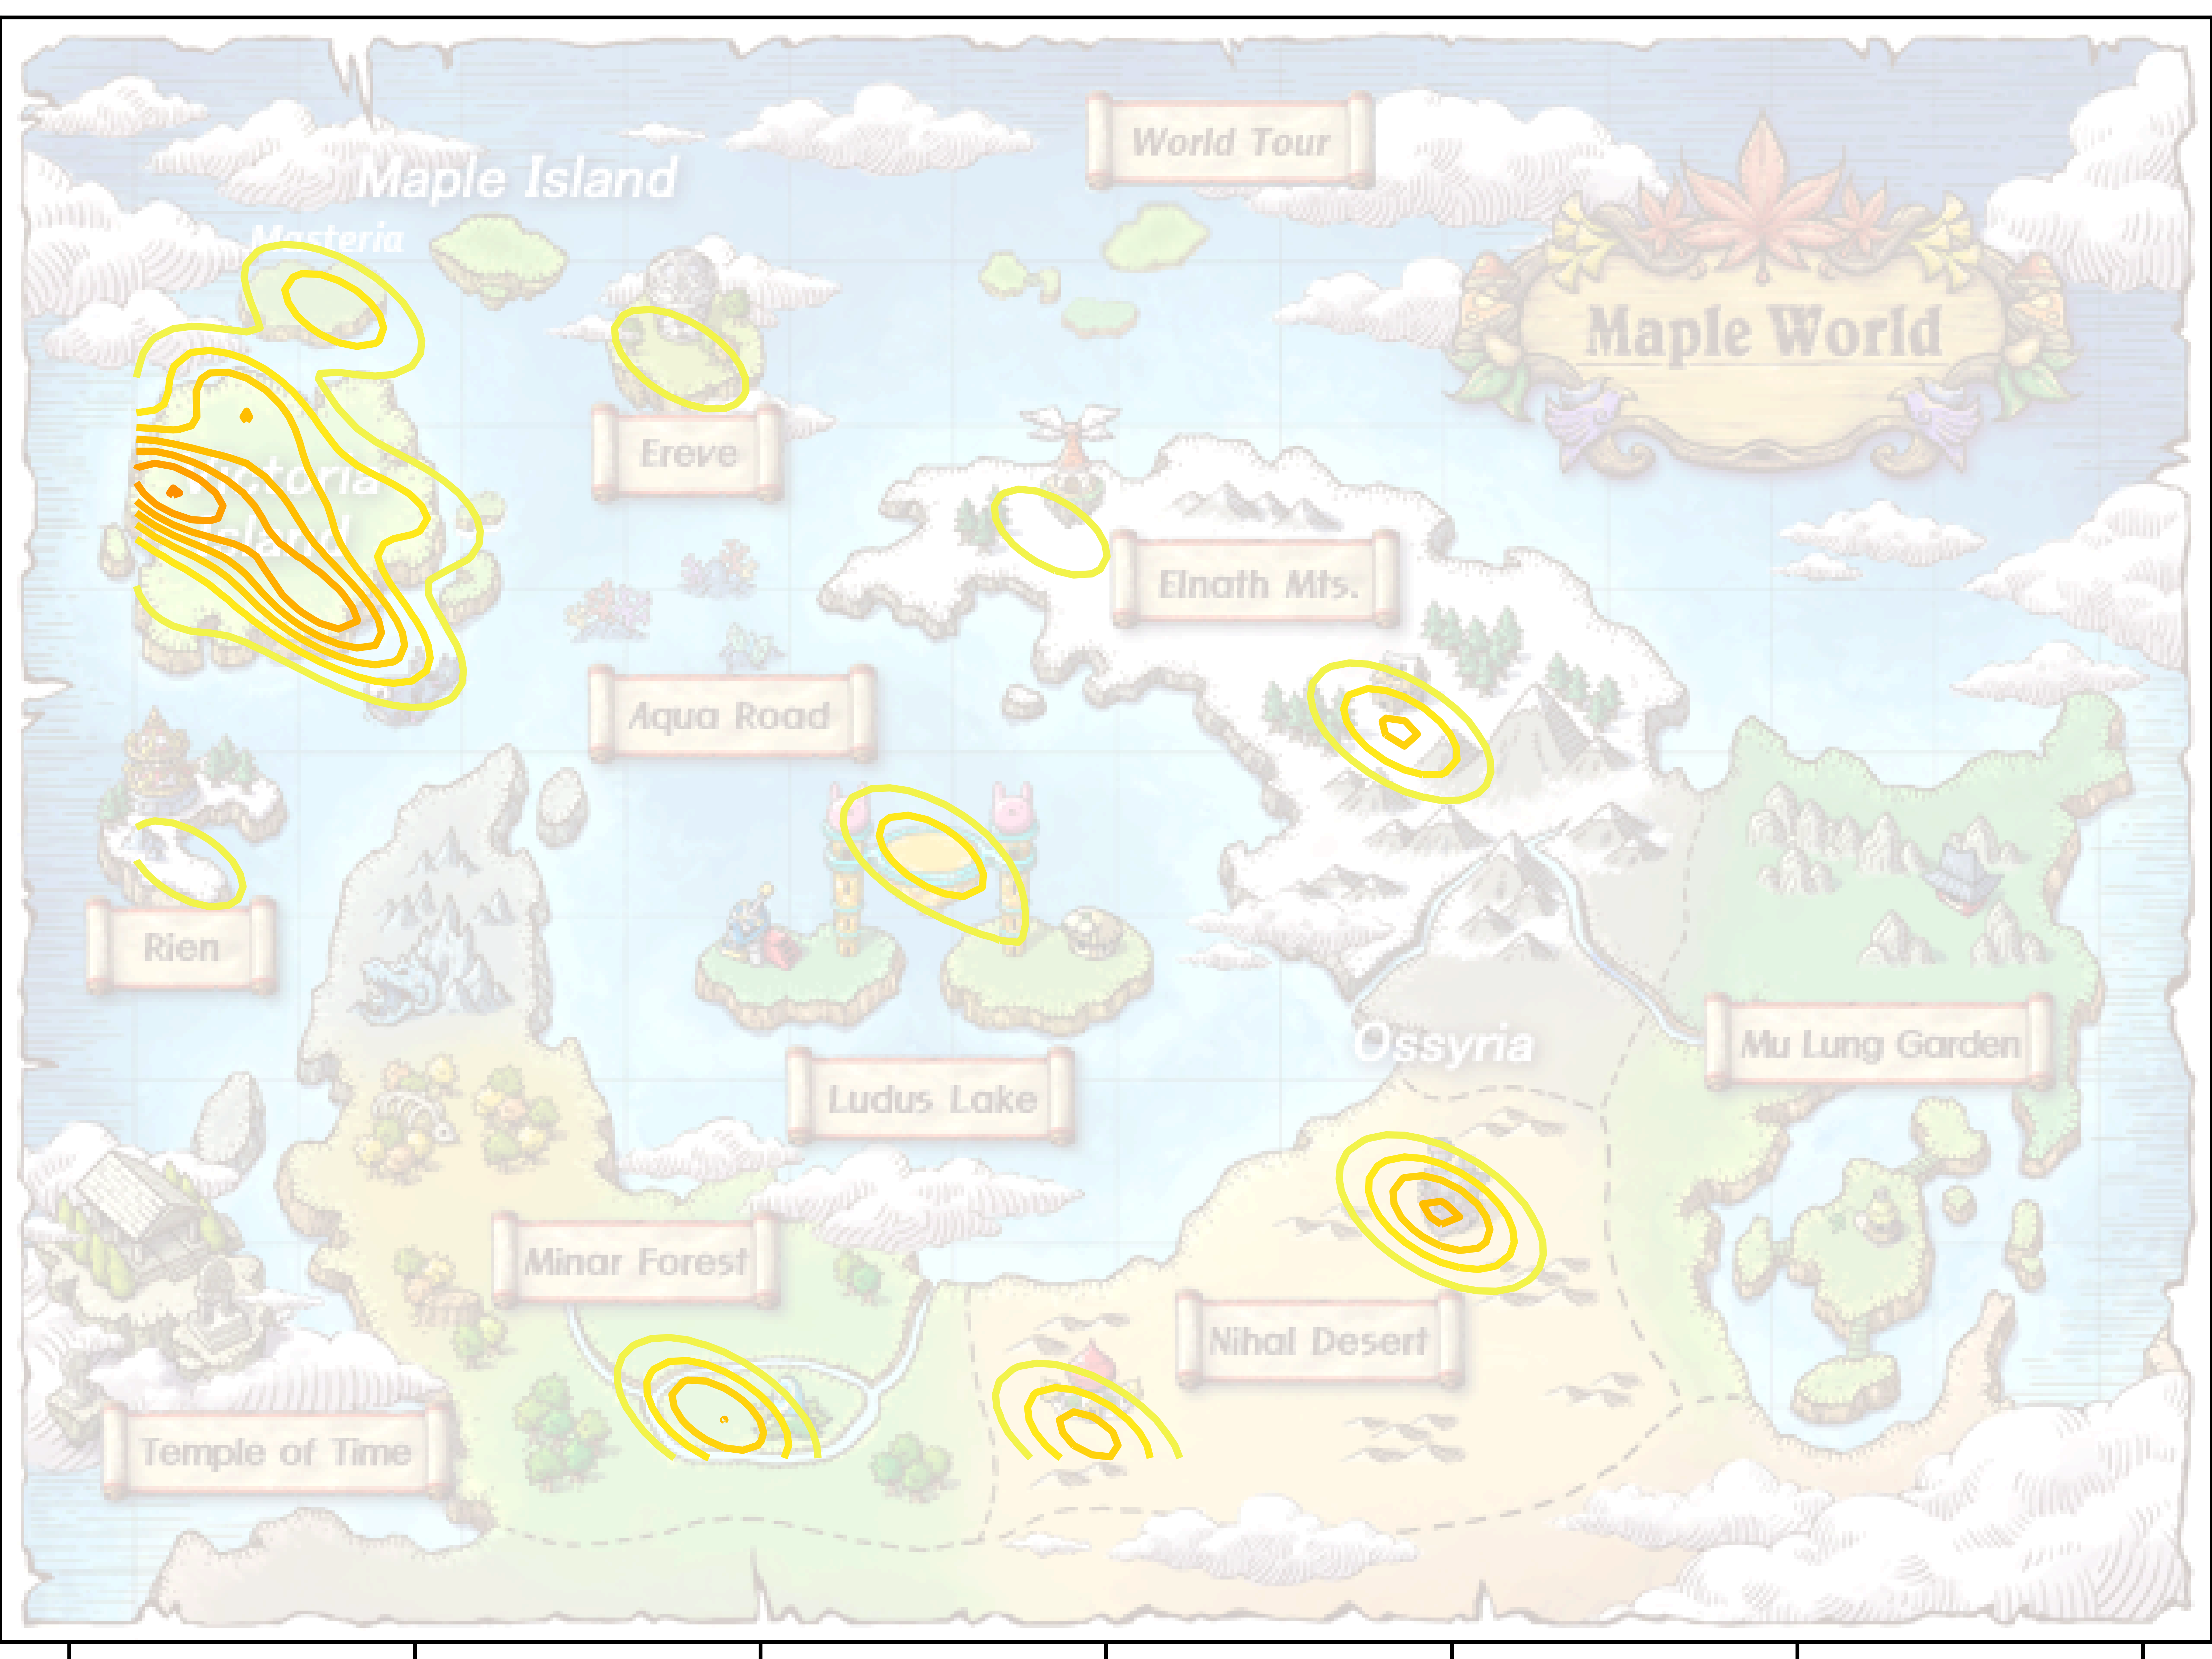 World Tour
Maple Island
Masteria
Maple World
Ereve
Victoria
Island
Elnath Mts.
Aqua Road
Rien
Ossyria
Mu Lung Garden
Ludus Lake
Minar Forest
Nihal Desert
Temple of Time